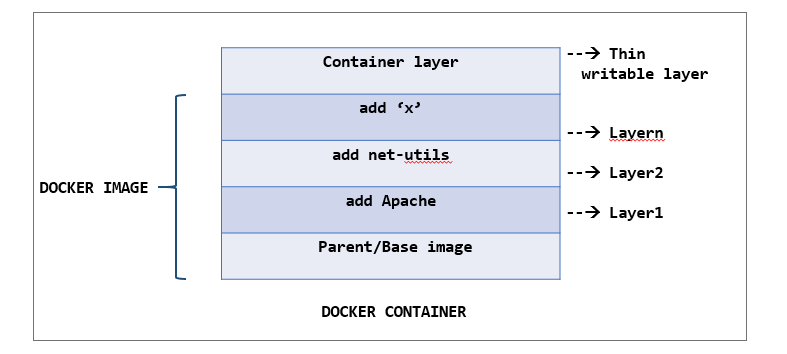 Container layer
---> Thin
writable layer
add ‘x’
---> Layern
add net-utils
---> Layer2
DOCKER IMAGE
add Apache
---> Layer1
Parent/Base image
DOCKER CONTAINER